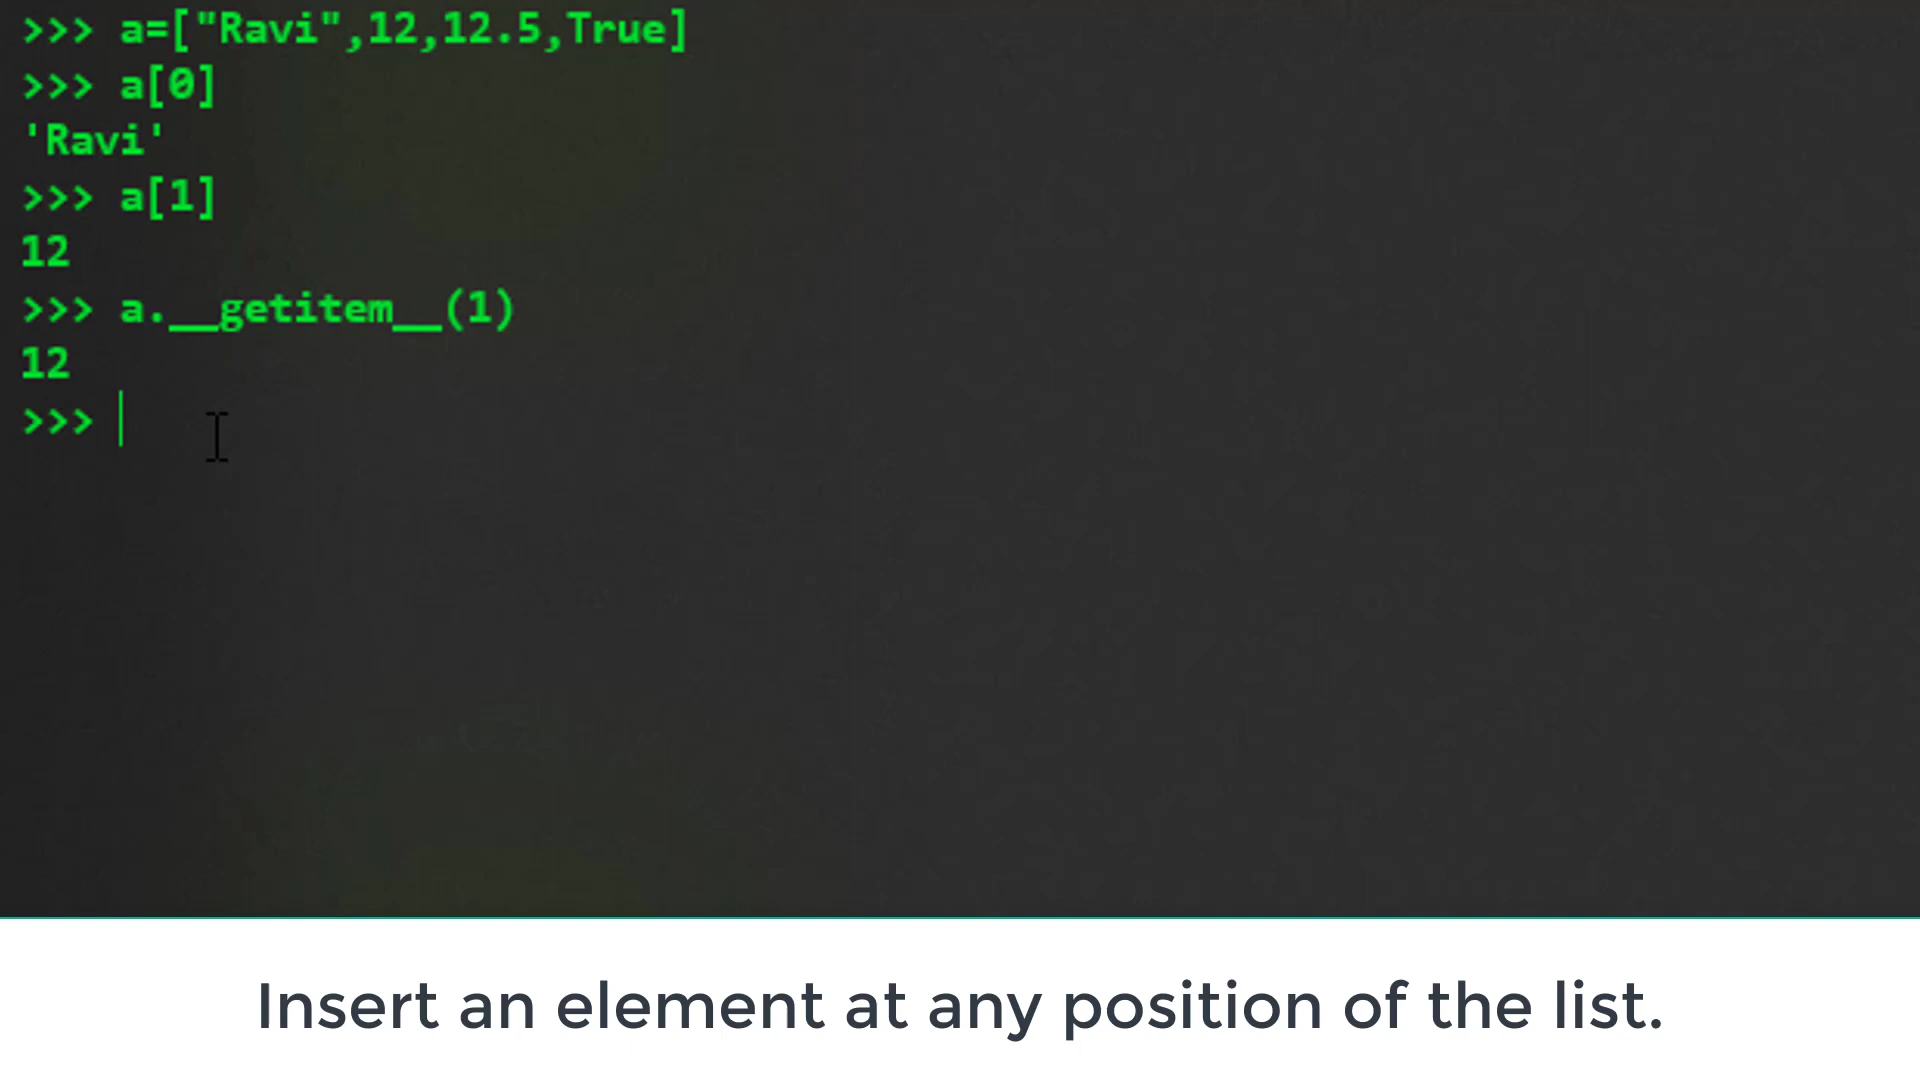 >>> a=["Ravi",12,12.5,True]
>>> a[0]
'Ravi'
>>> a[1]
12
>>> a.__getitem__(1)
12
>>>
Insert an element at any position of the list.